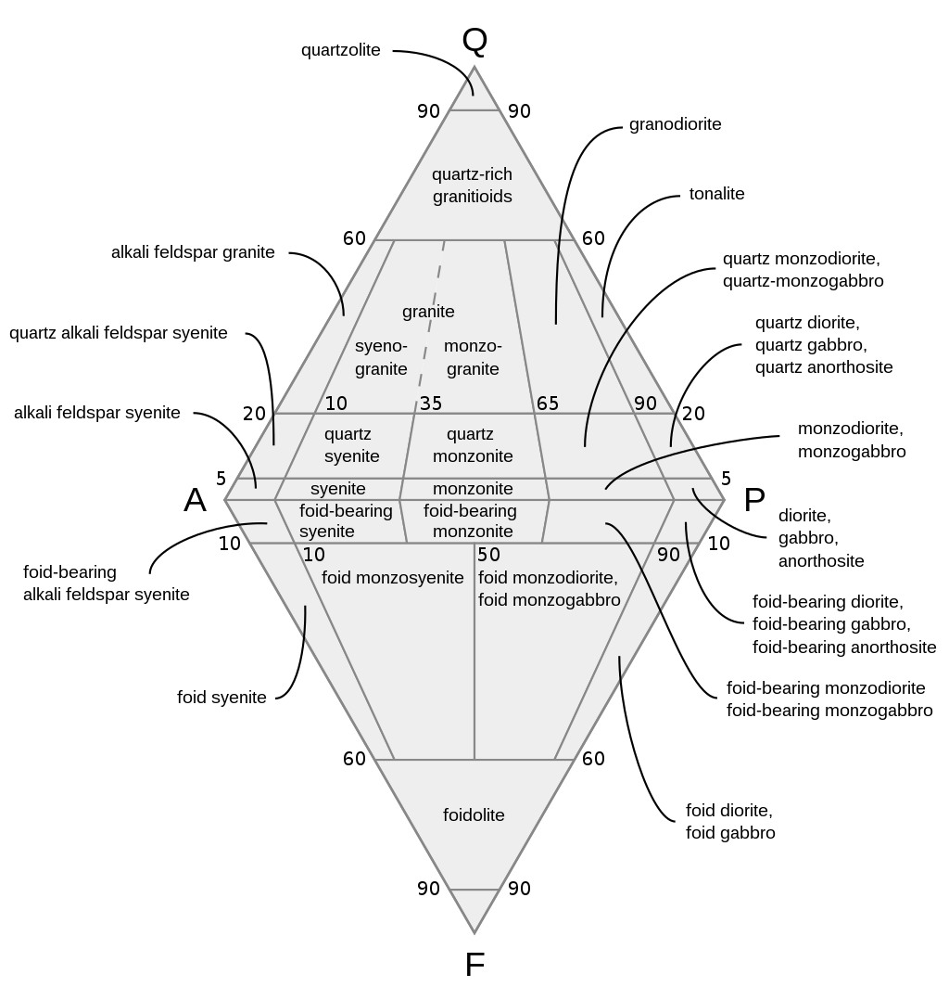 Q
quartzolite
90
90
granodiorite
quartz-rich
granitioids
tonalite
60
60
alkali feldspar granite
quartz monzodiorite,
quartz-monzogabbro
granite
quartz alkali feldspar syenite
quartz diorite,
quartz gabbro,
quartz anorthosite
syeno-
granite
monzo-
granite
20
10
35
65
90
20
alkali feldspar syenite
quartz
syenite
quartz
monzonite
monzodiorite,
monzogabbro
5
5
syenite
monzonite
A
P
foid-bearing
syenite
foid-bearing
monzonite
diorite,
gabbro,
anorthosite
10
10
10
50
90
foid-bearing
alkali feldspar syenite
foid monzosyenite
foid monzodiorite,
foid monzogabbro
foid-bearing diorite,
foid-bearing gabbro,
foid-bearing anorthosite
foid syenite
foid-bearing monzodiorite
foid-bearing monzogabbro
60
60
foidolite
foid diorite,
foid gabbro
90
90
F